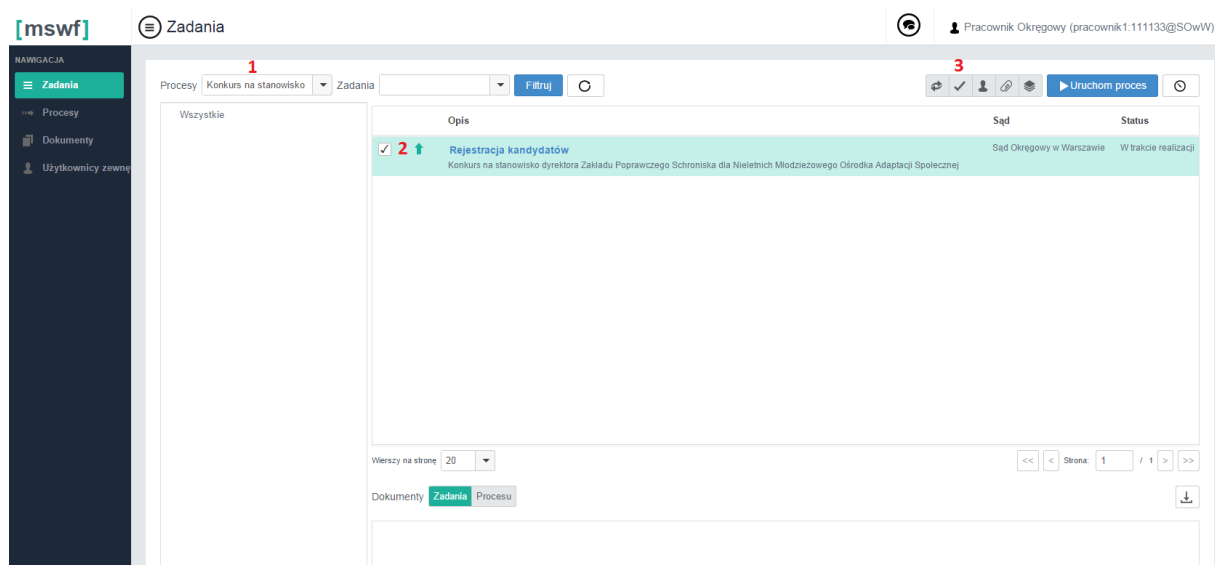 [mswf]
Zadania
Pracownik Okręgowy (pracownik1:111133@SOwW)
NAWIGACJA
Zadania
Procesy
Dokumenty
Użytkownicy zewnę
1
3
Procesy Konkurs na stanowisko Zadania Filtruj Uruchom proces
Wszystkie
Opis Sąd Status
2 Rejestracja kandydatów Sąd Okręgowy w Warszawie W trakcie realizacji
Konkurs na stanowisko dyrektora Zakładu Poprawczego Schroniska dla Nieletnich Młodzieżowego Ośrodka Adaptacji Społecznej
Wierszy na stronę 20 << < Strona: 1 / 1 > >>
Dokumenty Zadania Procesu